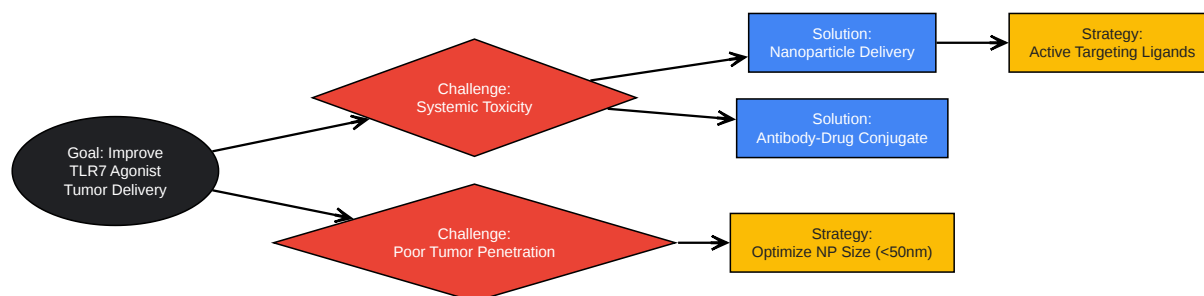 Goal: Improve
TLR7 Agonist
Tumor Delivery
Challenge:
Systemic Toxicity
Solution:
Nanoparticle Delivery
Strategy:
Active Targeting Ligands
Solution:
Antibody-Drug Conjugate
Challenge:
Poor Tumor Penetration
Strategy:
Optimize NP Size (<50nm)